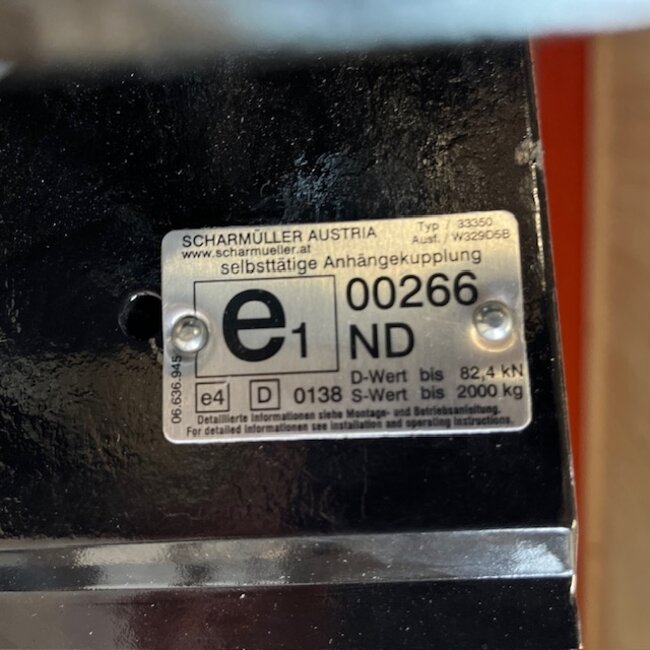 SCHARMÜLLER AUSTRIA
www.scharmueller.at
Typ / 33350
Ausf. / W329D5B
selbsttätige Anhängekupplung
e1
00266
ND
e4 D 0138
D-Wert bis 82,4 kN
S-Wert bis 2000 kg
06.636.945
Detaillierte Informationen siehe Montage- und Betriebsanleitung.
For detailed informations see installation and operating instructions.